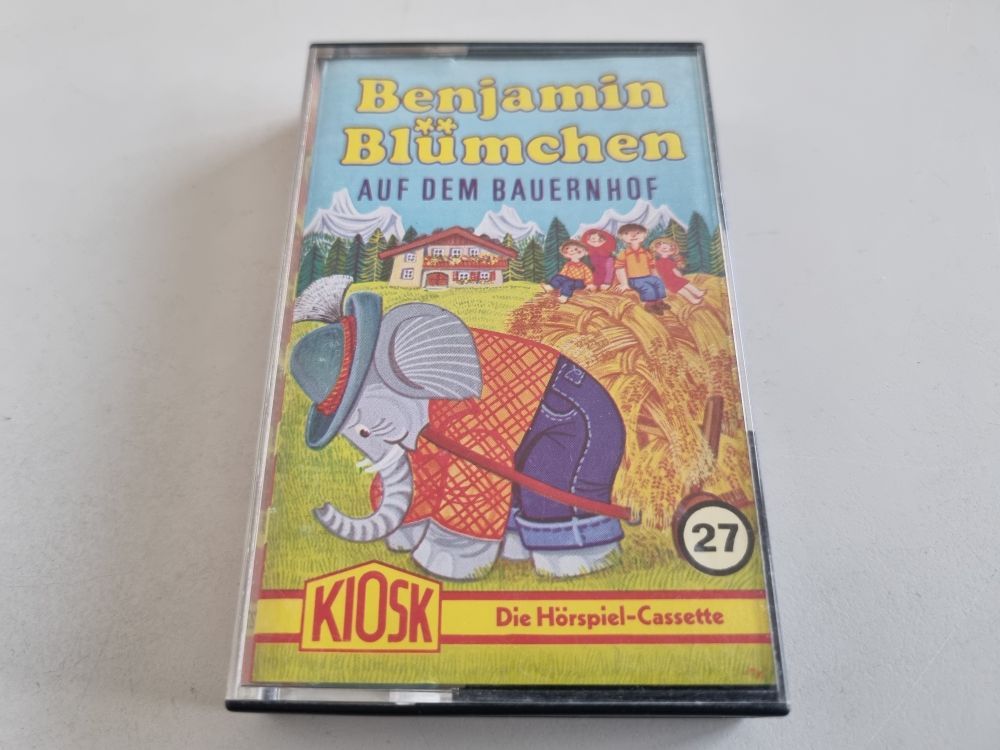 Benjamin
Blümchen
AUF DEM BAUERNHOF
27
KIOSK
Die Hörspiel-Cassette